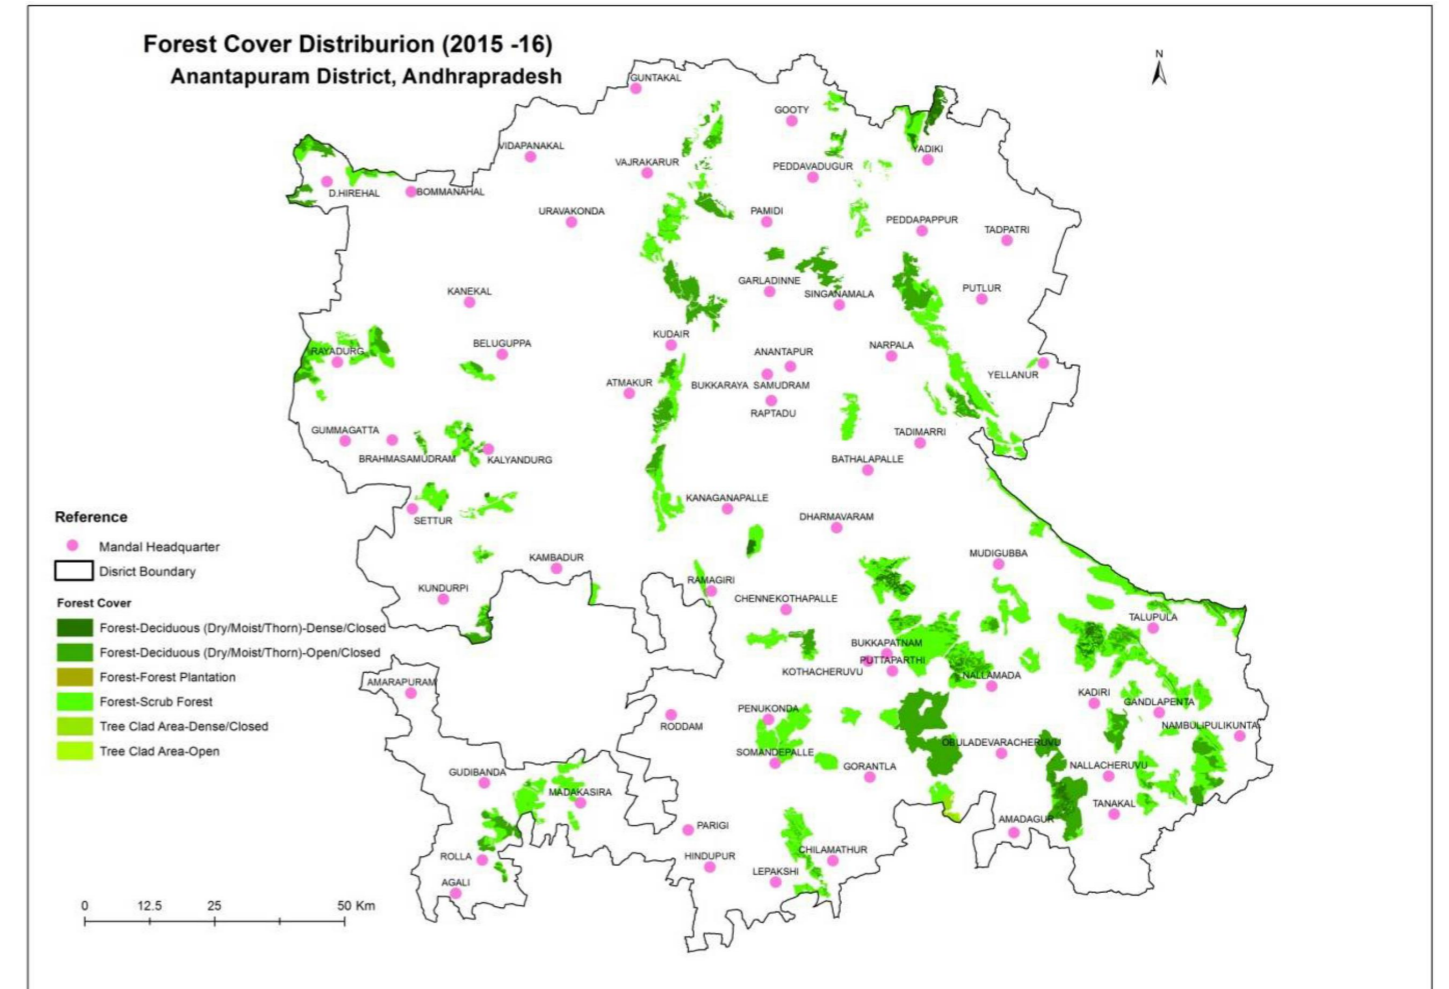 Forest Cover Distriburion (2015 -16)
Anantapuram District, Andhrapradesh
N
GUNTAKAL
GOOTY
VIDAPANAKAL
VAJRAKARUR
PEDDAVADUGUR
YADIKI
D.HIREHAL
BOMMANAHAL
URAVAKONDA
PAMIDI
PEDDAPAPPUR
TADPATRI
KANEKAL
GARLADINNE
SINGANAMALA
PUTLUR
RAYADURG
BELUGUPPA
KUDAIR
ANANTAPUR
NARPALA
ATMAKUR
BUKKARAYA SAMUDRAM
YELLANUR
RAPTADU
GUMMAGATTA
BRAHMASAMUDRAM
KALYANDURG
TADIMARRI
BATHALAPALLE
SETTUR
KANAGANAPALLE
DHARMAVARAM
KAMBADUR
MUDIGUBBA
KUNDURPI
RAMAGIRI
CHENNEKOTHAPALLE
TALUPULA
BUKKAPATNAM
PUTTAPARTHI
KOTHACHERUVU
NALLAMADA
AMARAPURAM
KADIRI
GANDLAPENTA
PENUKONDA
RODDAM
NAMBULIPULIKUNTA
SOMANDEPALLE
OBULADEVARACHERUVU
GORANTLA
NALLACHERUVU
GUDIBANDA
MADAKASIRA
TANAKAL
PARIGI
AMADAGUR
ROLLA
HINDUPUR
CHILAMATHUR
LEPAKSHI
AGALI
Reference
Mandal Headquarter
Disrict Boundary
Forest Cover
Forest-Deciduous (Dry/Moist/Thorn)-Dense/Closed
Forest-Deciduous (Dry/Moist/Thorn)-Open/Closed
Forest-Forest Plantation
Forest-Scrub Forest
Tree Clad Area-Dense/Closed
Tree Clad Area-Open
0 12.5 25 50 Km